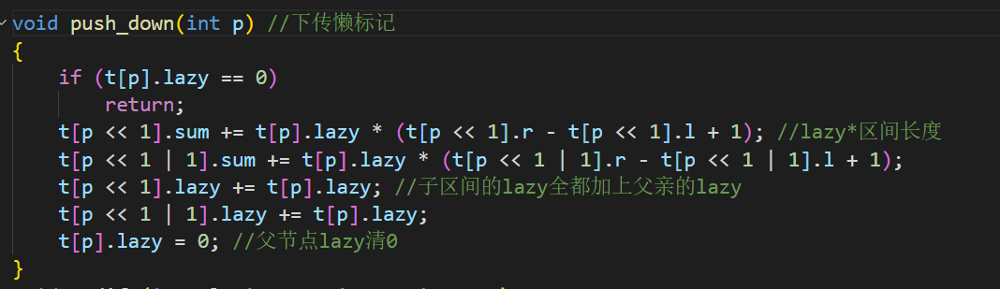 void push_down(int p) //下传懒标记
{
    if (t[p].lazy == 0)
        return;
    t[p << 1].sum += t[p].lazy * (t[p << 1].r - t[p << 1].l + 1); //lazy*区间长度
    t[p << 1 | 1].sum += t[p].lazy * (t[p << 1 | 1].r - t[p << 1 | 1].l + 1);
    t[p << 1].lazy += t[p].lazy; //子区间的lazy全都加上父亲的lazy
    t[p << 1 | 1].lazy += t[p].lazy;
    t[p].lazy = 0; //父节点lazy清0
}